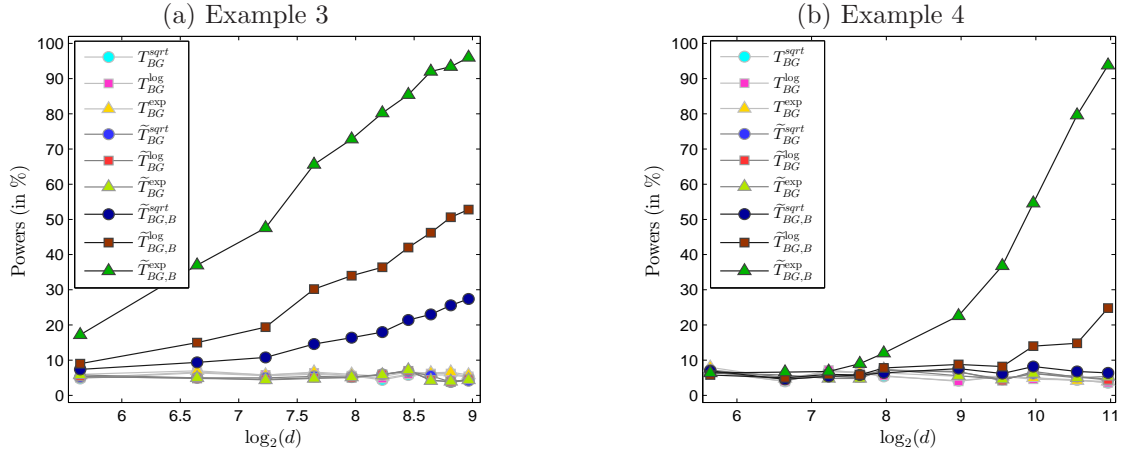 (a) Example 3
100
90
80
70
60
50
40
30
20
10
0
Powers (in %)
T_{BG}^{sqrt}
T_{BG}^{log}
T_{BG}^{exp}
T̃_{BG}^{sqrt}
T̃_{BG}^{log}
T̃_{BG}^{exp}
T̃_{BG,B}^{sqrt}
T̃_{BG,B}^{log}
T̃_{BG,B}^{exp}
6 6.5 7 7.5 8 8.5 9
log₂(d)
(b) Example 4
100
90
80
70
60
50
40
30
20
10
0
Powers (in %)
T_{BG}^{sqrt}
T_{BG}^{log}
T_{BG}^{exp}
T̃_{BG}^{sqrt}
T̃_{BG}^{log}
T̃_{BG}^{exp}
T̃_{BG,B}^{sqrt}
T̃_{BG,B}^{log}
T̃_{BG,B}^{exp}
6 7 8 9 10 11
log₂(d)